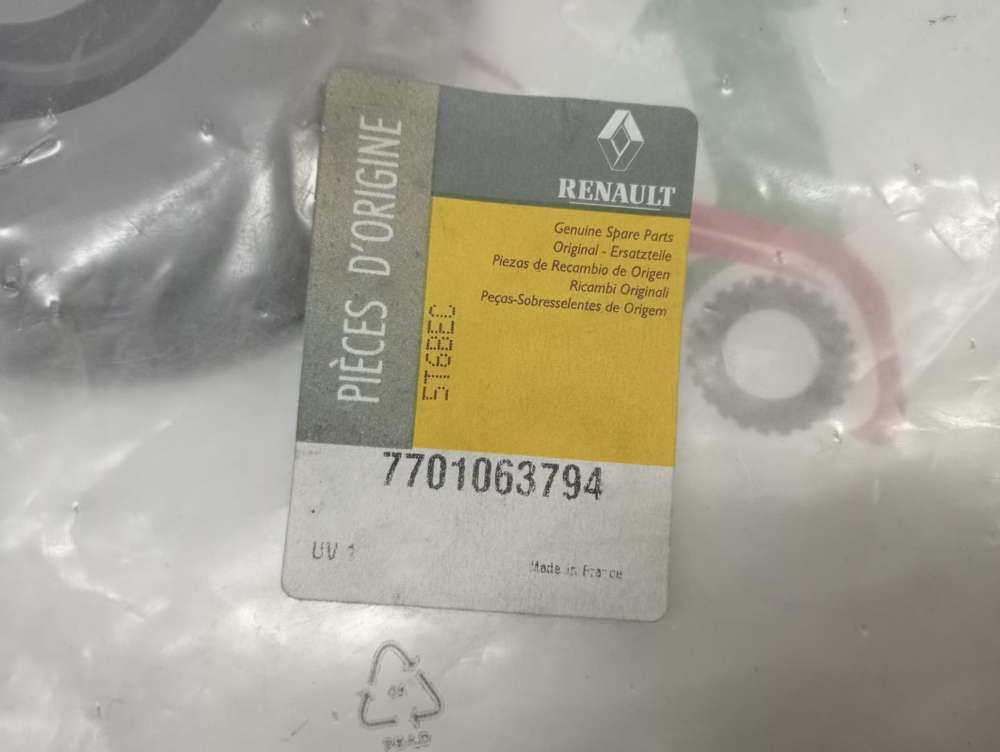 PIÈCES D'ORIGINE
RENAULT
Genuine Spare Parts
Original - Ersatzteile
Piezas de Recambio de Origen
Ricambi Originali
Peças-Sobresselentes de Origem
5T6BEC
7701063794
UV 1
Made in France